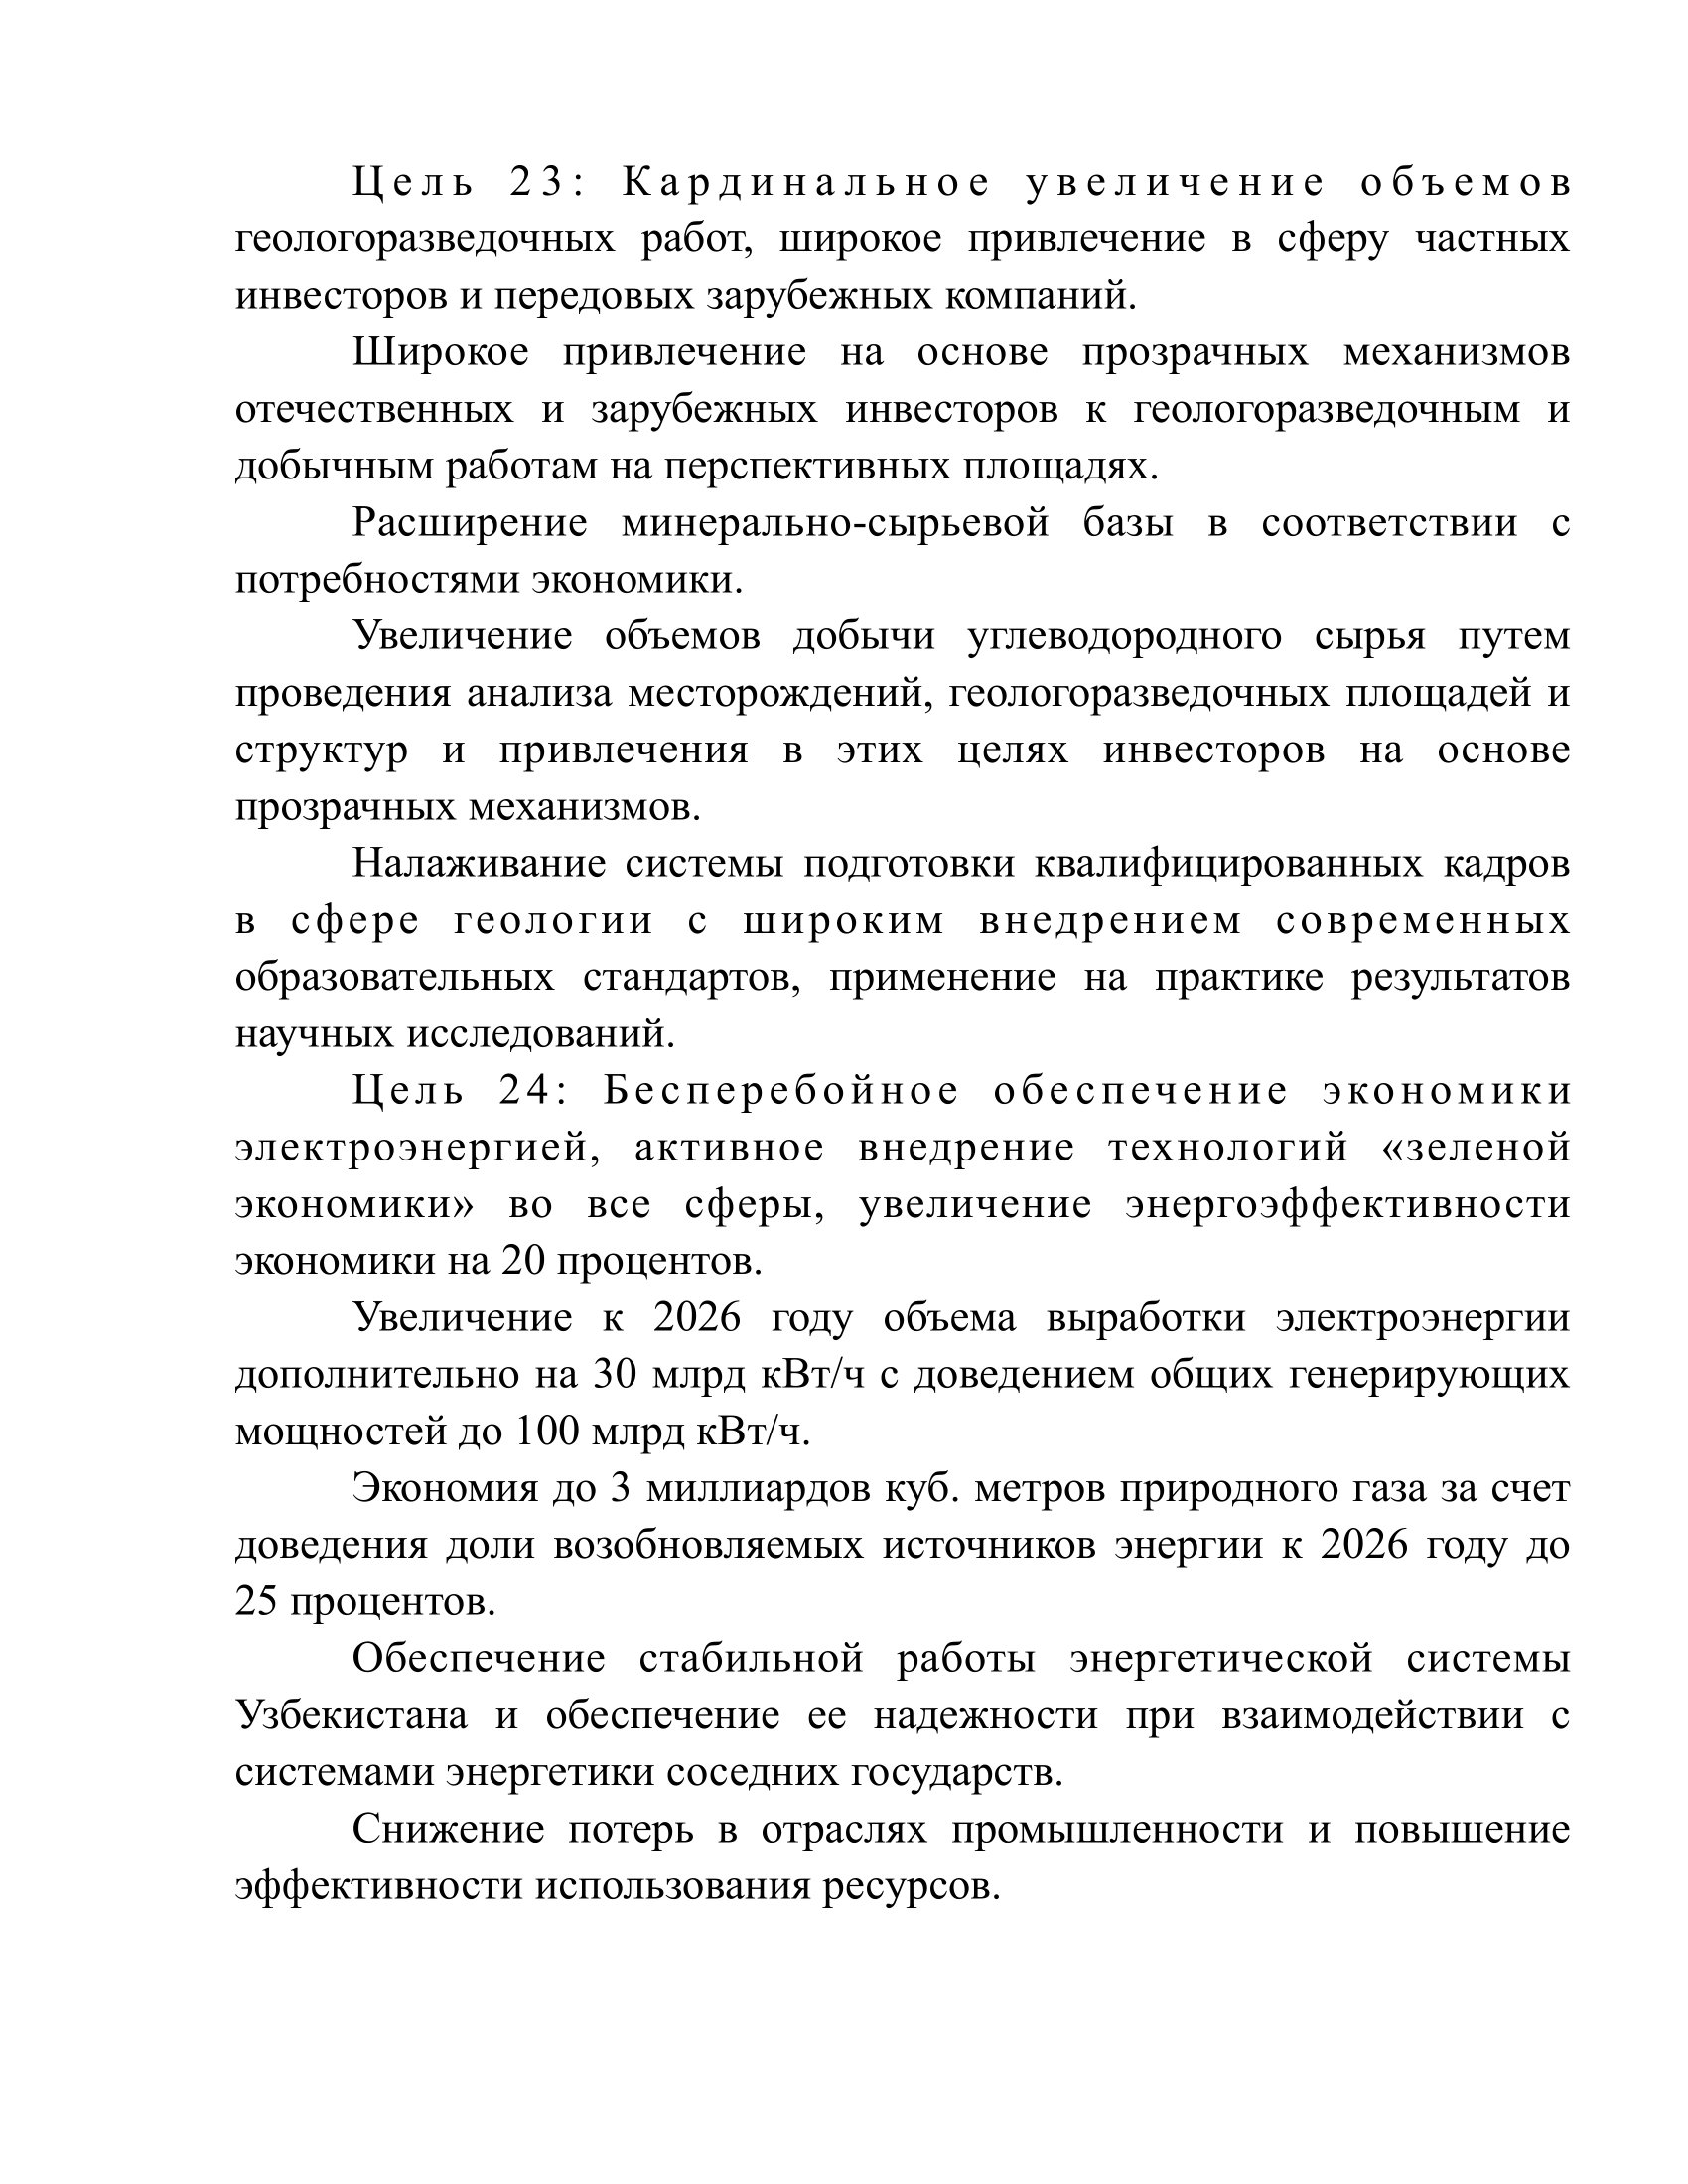 Цель 23: Кардинальное увеличение объемов
геологоразведочных работ, широкое привлечение в сферу частных
инвесторов и передовых зарубежных компаний.
Широкое привлечение на основе прозрачных механизмов
отечественных и зарубежных инвесторов к геологоразведочным и
добычным работам на перспективных площадях.
Расширение минерально-сырьевой базы в соответствии с
потребностями экономики.
Увеличение объемов добычи углеводородного сырья путем
проведения анализа месторождений, геологоразведочных площадей и
структур и привлечения в этих целях инвесторов на основе
прозрачных механизмов.
Налаживание системы подготовки квалифицированных кадров
в сфере геологии с широким внедрением современных
образовательных стандартов, применение на практике результатов
научных исследований.
Цель 24: Бесперебойное обеспечение экономики
электроэнергией, активное внедрение технологий «зеленой
экономики» во все сферы, увеличение энергоэффективности
экономики на 20 процентов.
Увеличение к 2026 году объема выработки электроэнергии
дополнительно на 30 млрд кВт/ч с доведением общих генерирующих
мощностей до 100 млрд кВт/ч.
Экономия до 3 миллиардов куб. метров природного газа за счет
доведения доли возобновляемых источников энергии к 2026 году до
25 процентов.
Обеспечение стабильной работы энергетической системы
Узбекистана и обеспечение ее надежности при взаимодействии с
системами энергетики соседних государств.
Снижение потерь в отраслях промышленности и повышение
эффективности использования ресурсов.